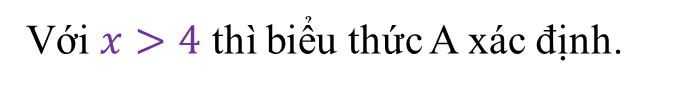 Với x > 4 thì biểu thức A xác định.